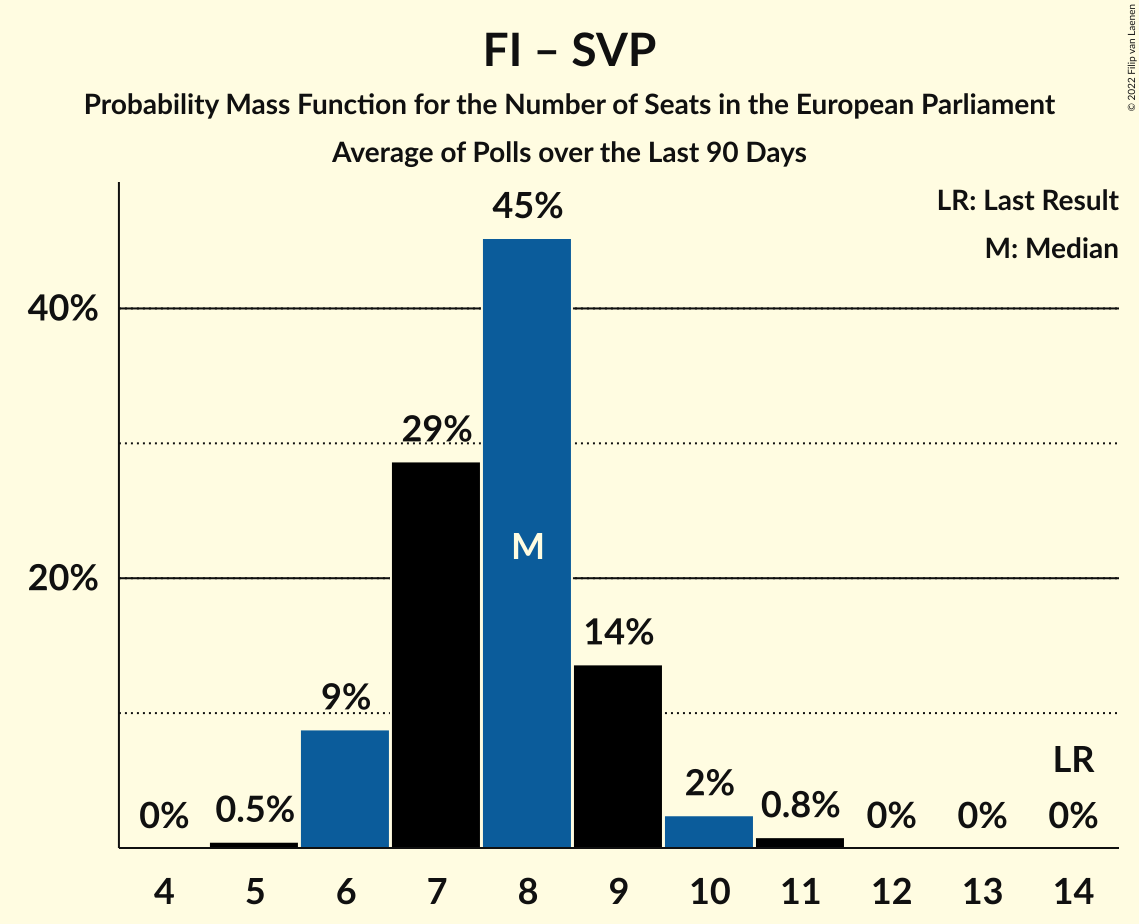 FI – SVP
Probability Mass Function for the Number of Seats in the European Parliament
Average of Polls over the Last 90 Days
© 2022 Filip van Laenen
LR: Last Result
M: Median
45%
40%
29%
M
20%
14%
9%
LR
2%
0%
0.5%
0.8%
0%
0%
0%
4 5 6 7 8 9 10 11 12 13 14